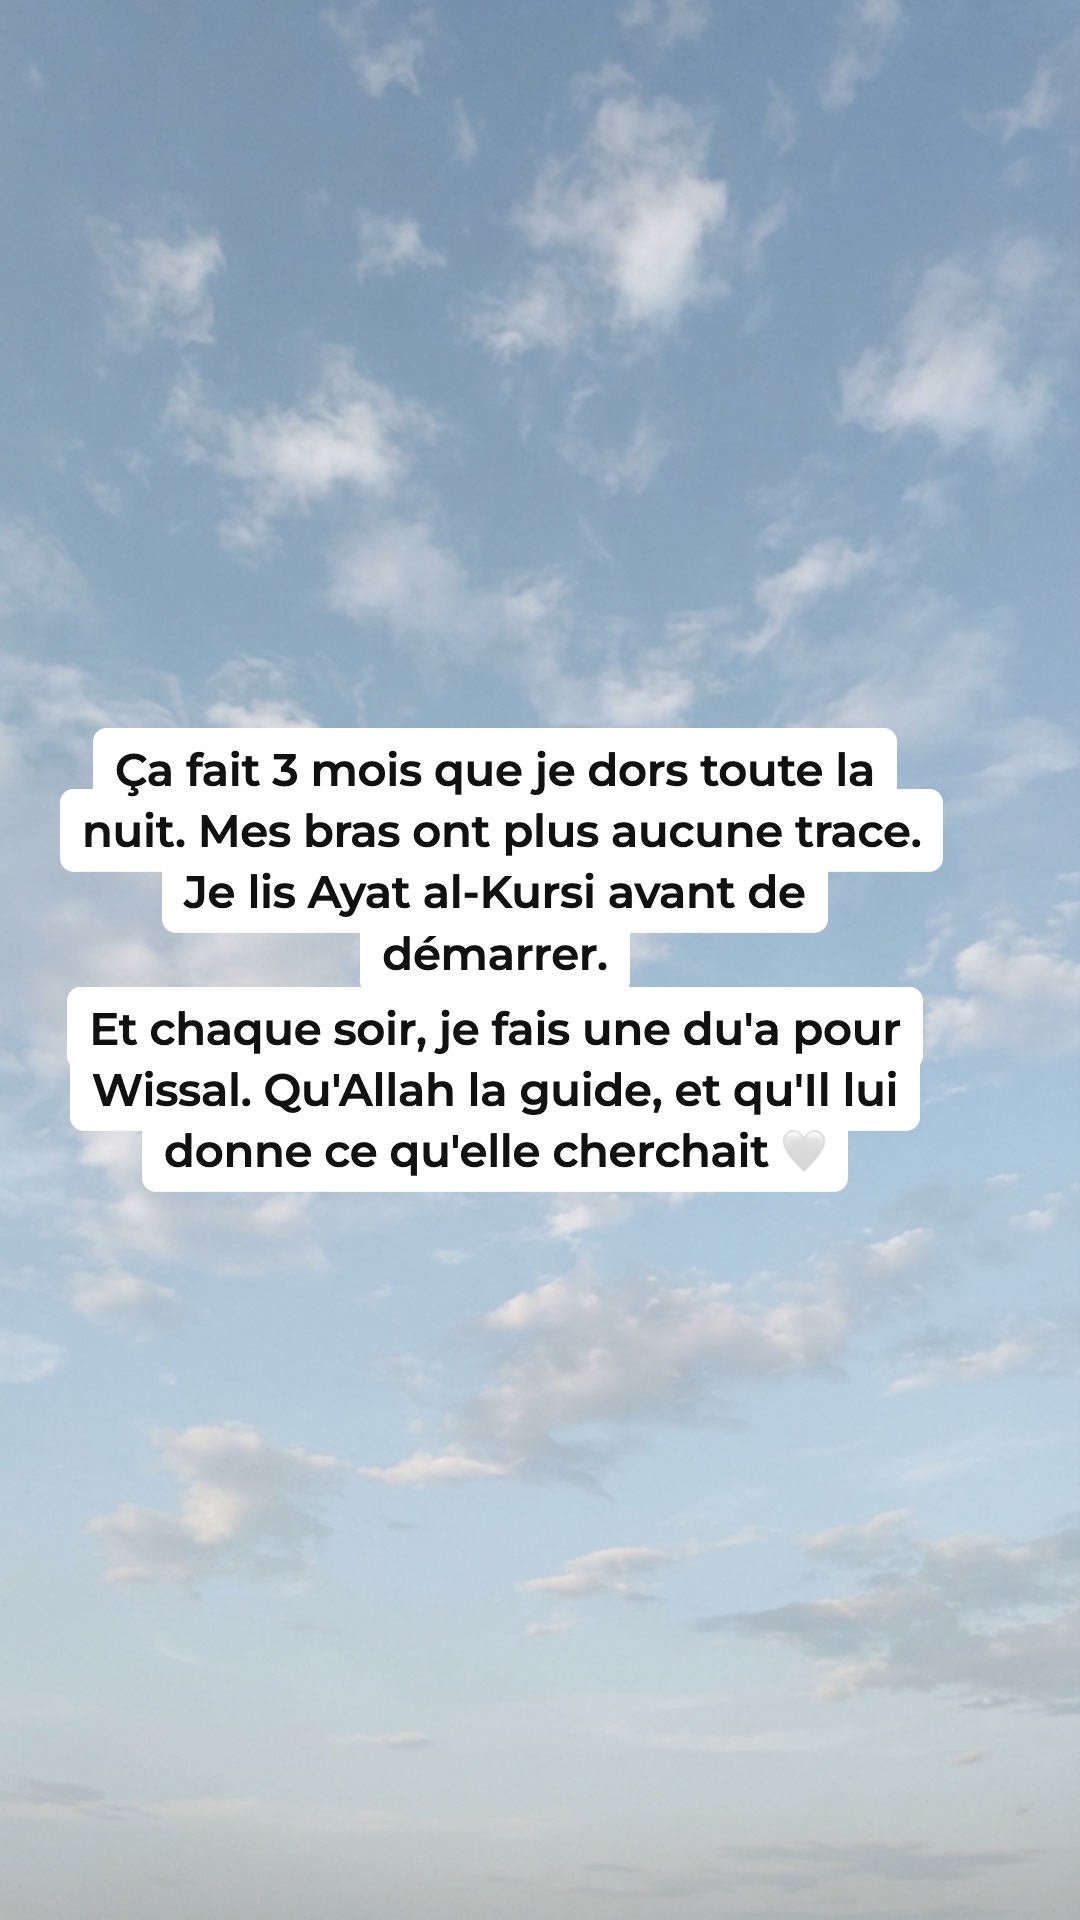 Ça fait 3 mois que je dors toute la
nuit. Mes bras ont plus aucune trace.
Je lis Ayat al-Kursi avant de
démarrer.
Et chaque soir, je fais une du'a pour
Wissal. Qu'Allah la guide, et qu'Il lui
donne ce qu'elle cherchait 🤍